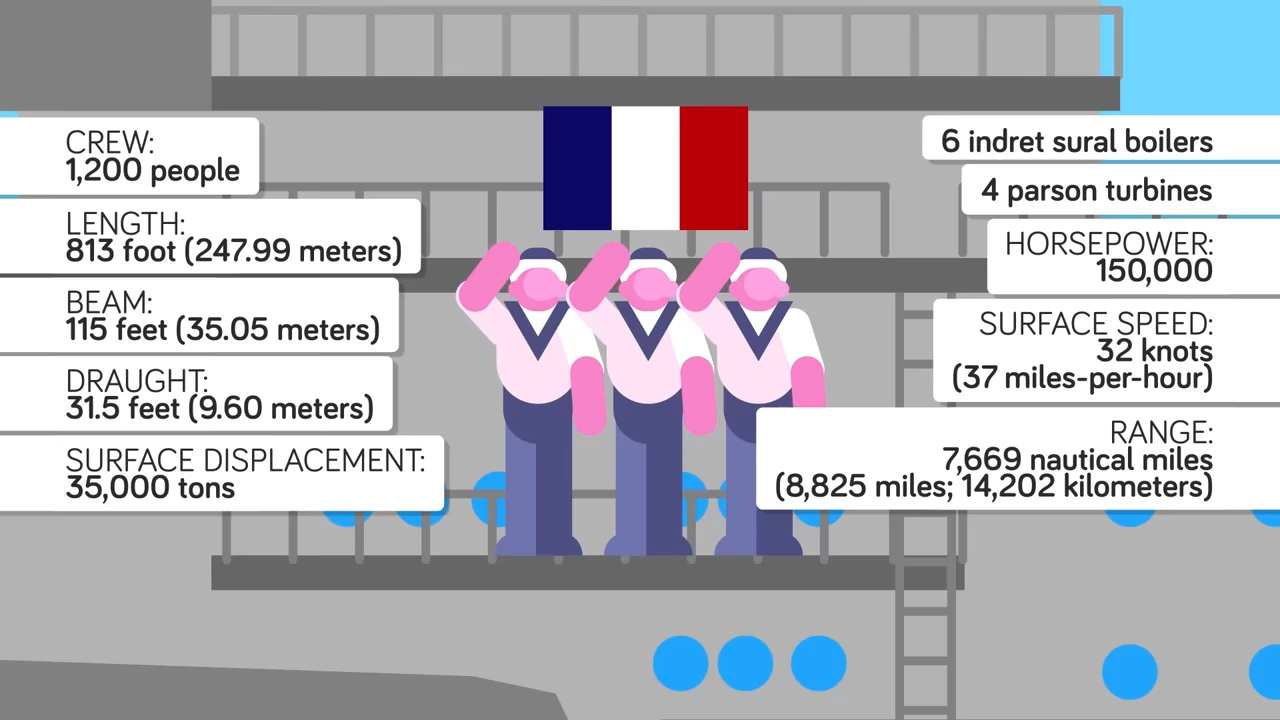 CREW:
1,200 people
LENGTH:
813 foot (247.99 meters)
BEAM:
115 feet (35.05 meters)
DRAUGHT:
31.5 feet (9.60 meters)
SURFACE DISPLACEMENT:
35,000 tons
6 indret sural boilers
4 parson turbines
HORSEPOWER:
150,000
SURFACE SPEED:
32 knots
(37 miles-per-hour)
RANGE:
7,669 nautical miles
(8,825 miles; 14,202 kilometers)